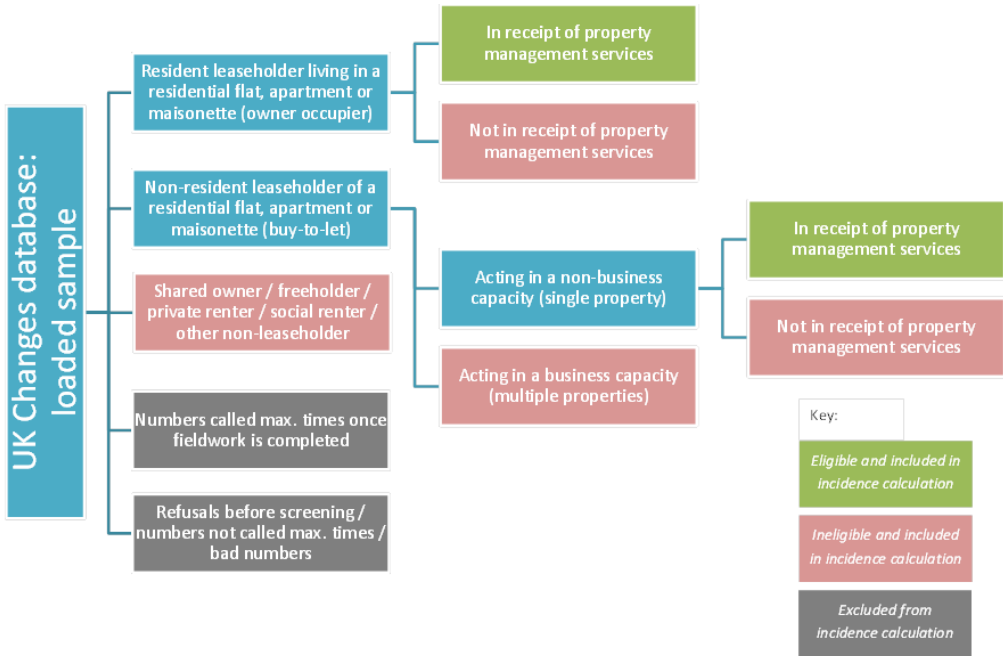 UK Changes database:
loaded sample
Resident leaseholder living in a
residential flat, apartment or
maisonette (owner occupier)
In receipt of property
management services
Not in receipt of property
management services
Non-resident leaseholder of a
residential flat, apartment or
maisonette (buy-to-let)
Acting in a non-business
capacity (single property)
In receipt of property
management services
Not in receipt of property
management services
Acting in a business capacity
(multiple properties)
Shared owner / freeholder /
private renter / social renter /
other non-leaseholder
Numbers called max. times once
fieldwork is completed
Refusals before screening /
numbers not called max. times /
bad numbers
Key:
Eligible and included in
incidence calculation
Ineligible and included
in incidence calculation
Excluded from
incidence calculation